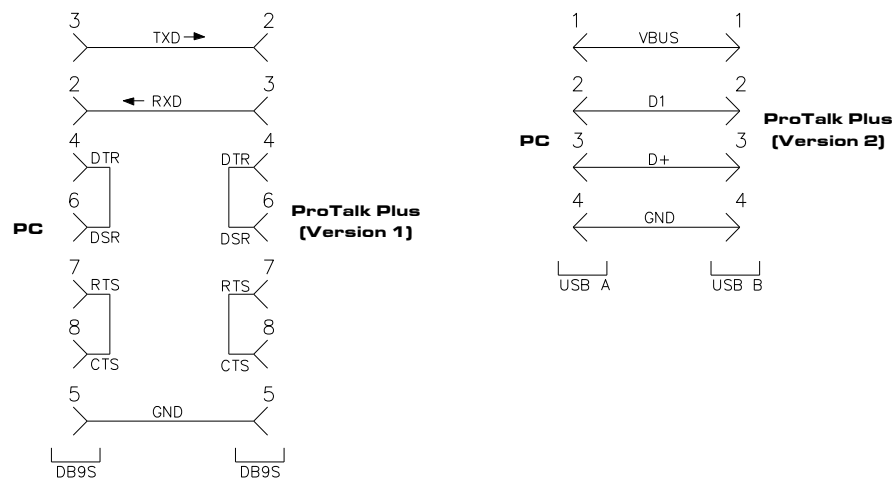 3 2
TXD
2 3
RXD
4 4
DTR DTR
6 6
DSR DSR
PC
ProTalk Plus
(Version 1)
7 7
RTS RTS
8 8
CTS CTS
5 5
GND
DB9S DB9S
1 1
VBUS
2 2
D1
PC
ProTalk Plus
(Version 2)
3 3
D+
4 4
GND
USB A USB B